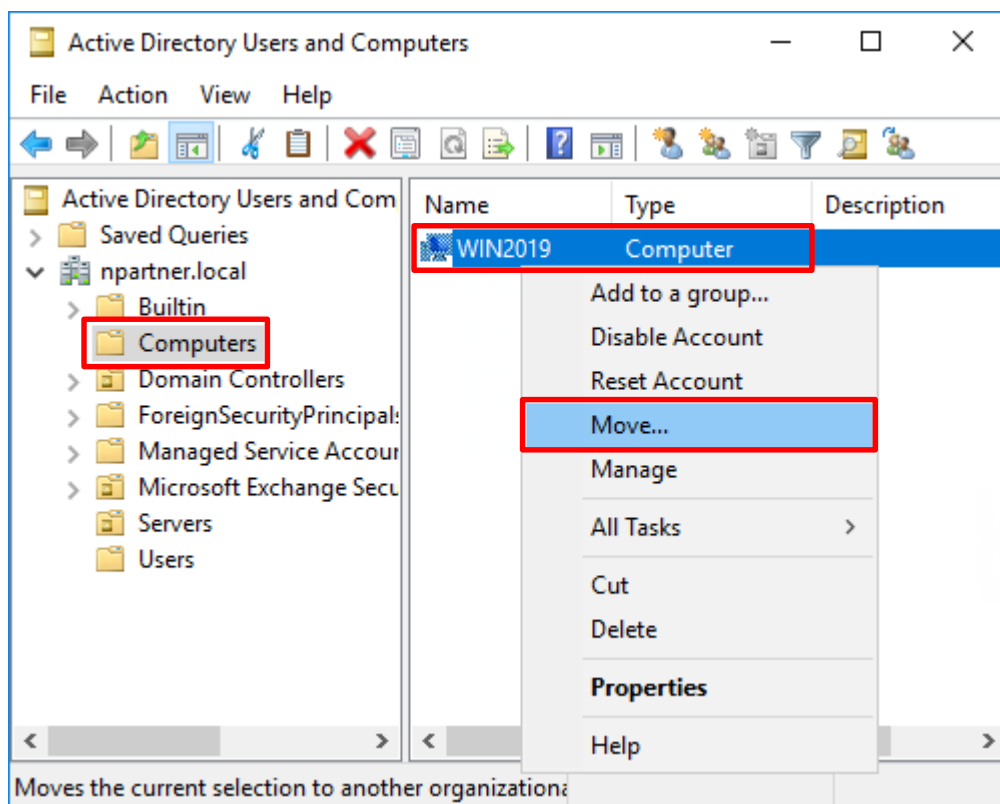 Active Directory Users and Computers
File Action View Help
Active Directory Users and Com
Saved Queries
npartner.local
Builtin
Computers
Domain Controllers
ForeignSecurityPrincipals
Managed Service Accour
Microsoft Exchange Secu
Servers
Users
Name Type Description
WIN2019 Computer
Add to a group...
Disable Account
Reset Account
Move...
Manage
All Tasks
Cut
Delete
Properties
Help
Moves the current selection to another organizationa